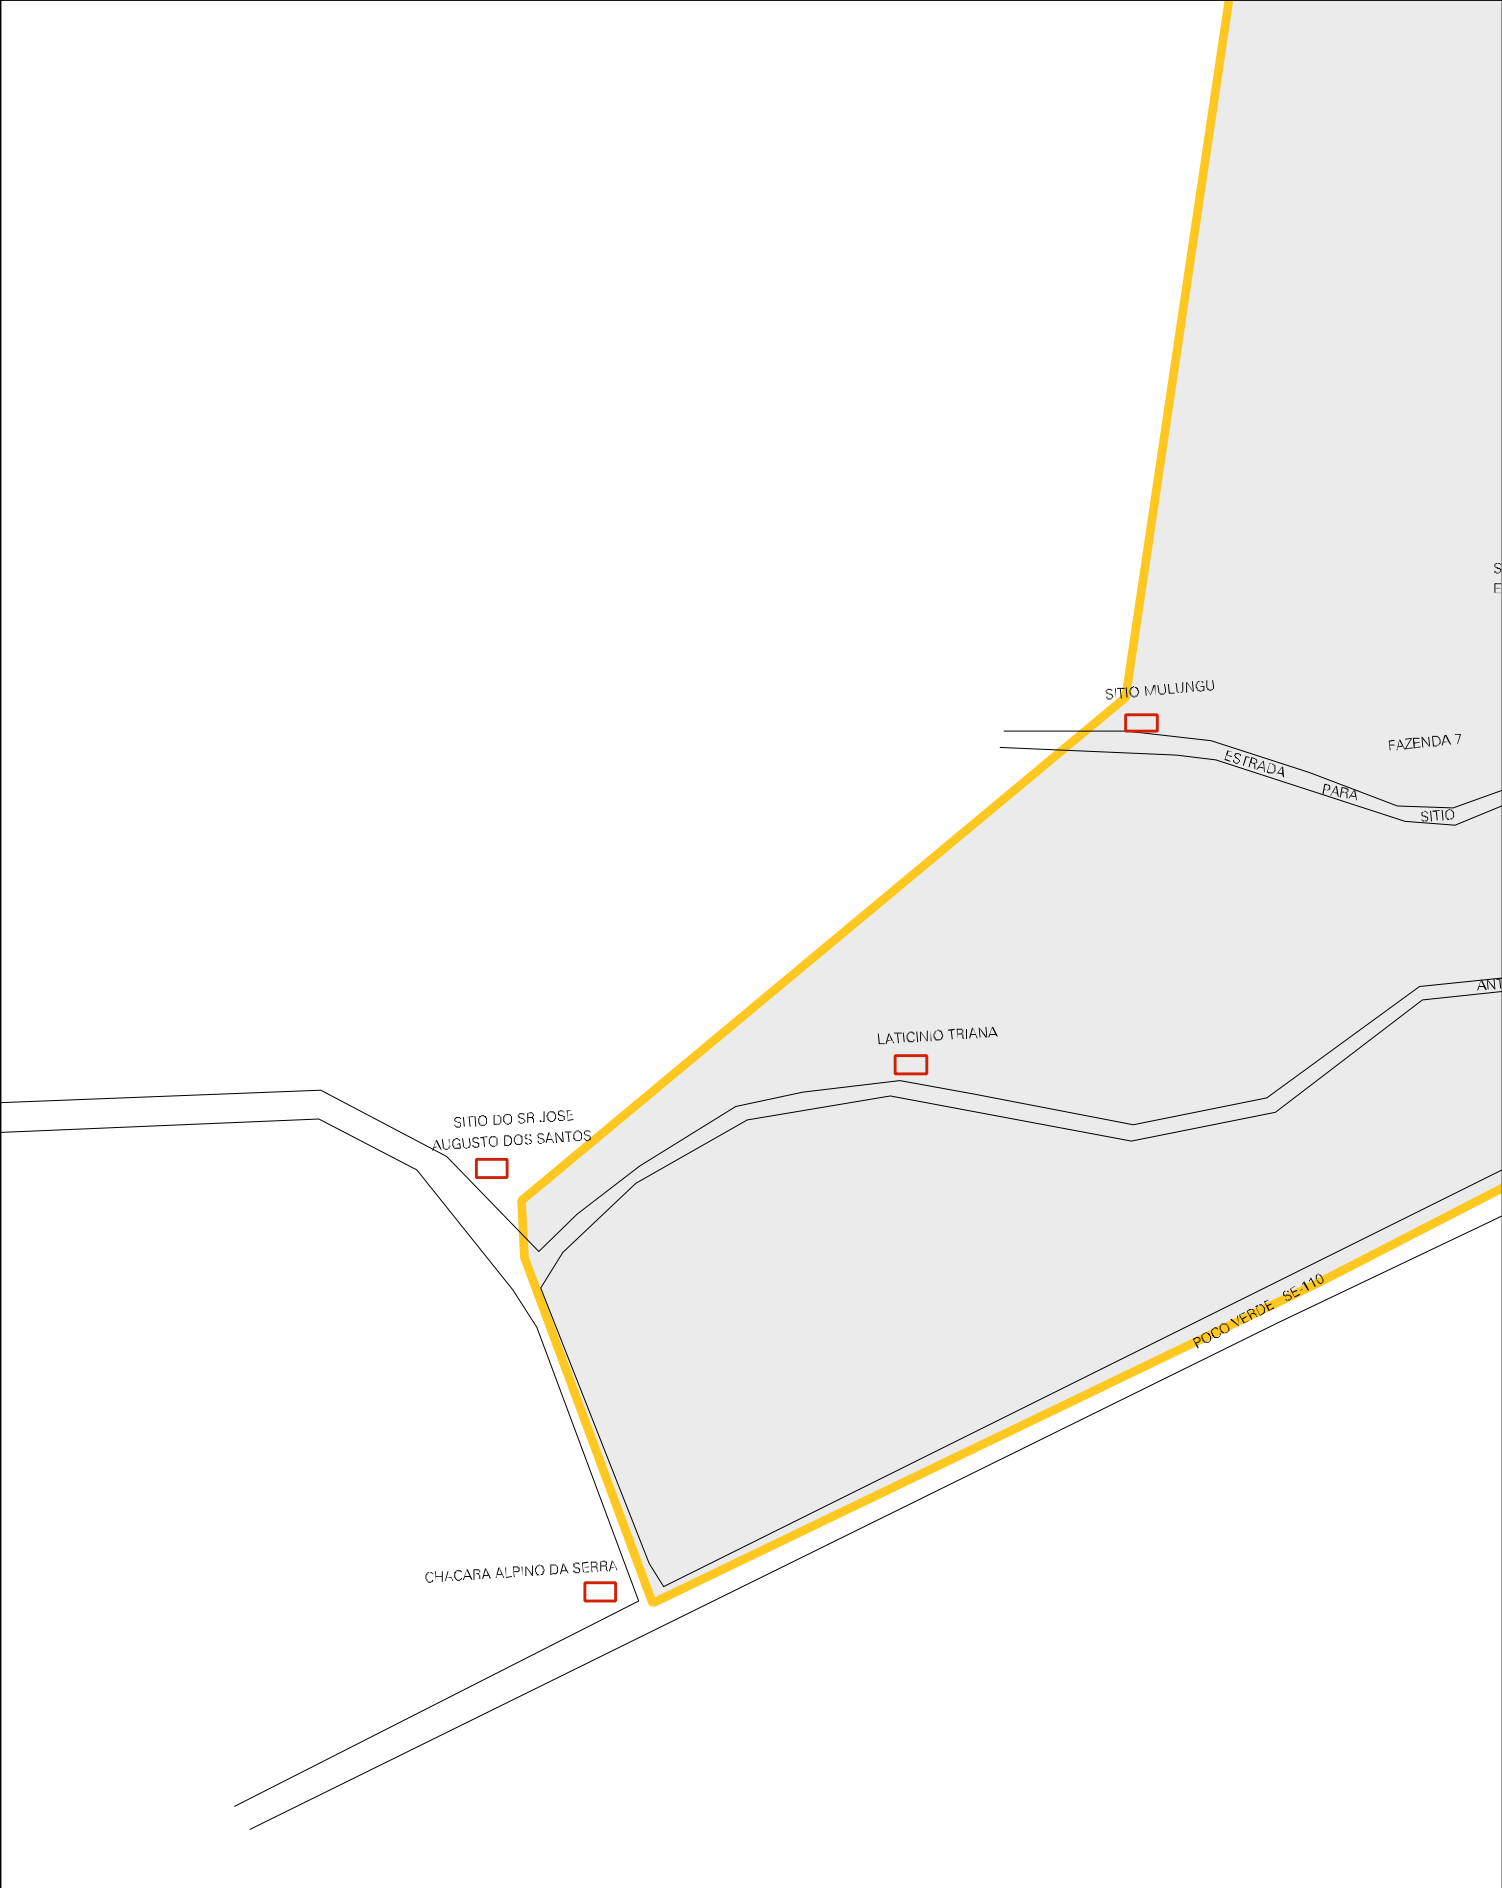 SITIO MULUNGU
FAZENDA 7
ESTRADA PARA SITIO
LATICINIO TRIANA
SITIO DO SR JOSE
AUGUSTO DOS SANTOS
POCO VERDE SE-110
CHACARA ALPINO DA SERRA